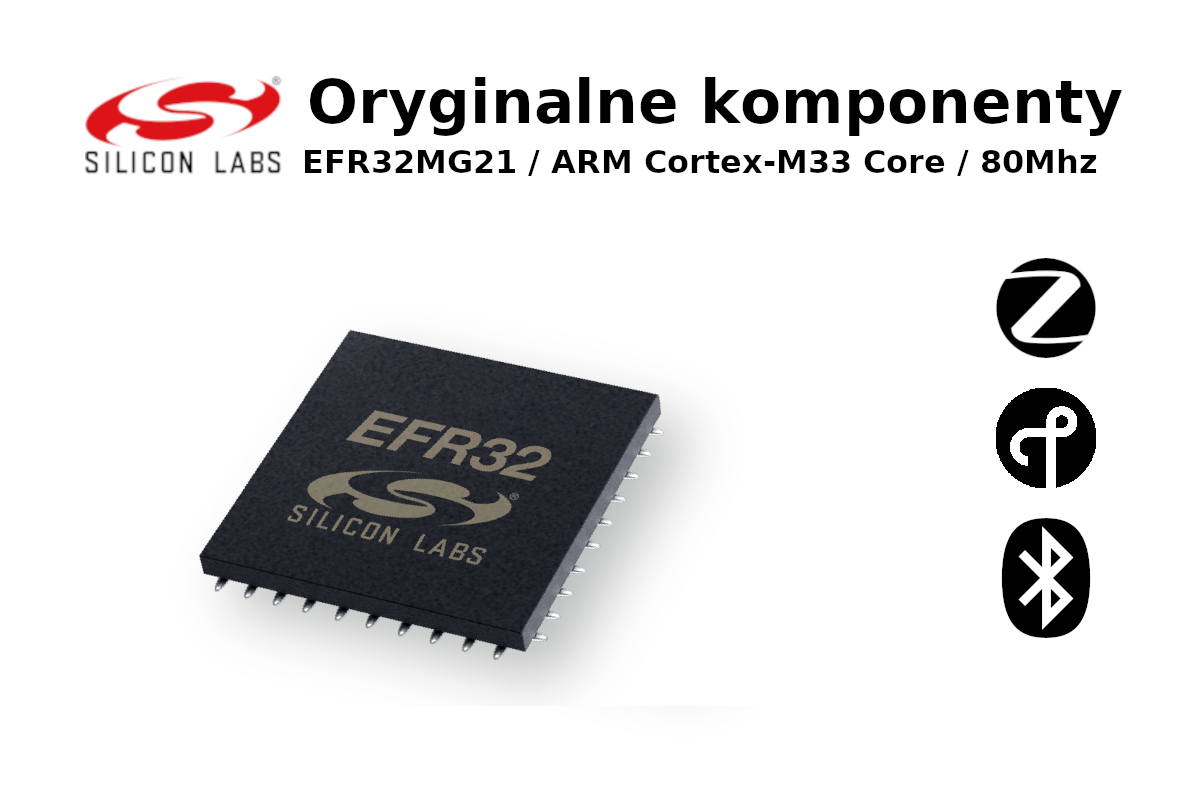 Oryginalne komponenty
SILICON LABS
®
EFR32MG21 / ARM Cortex-M33 Core / 80Mhz
EFR32
®
SILICON LABS